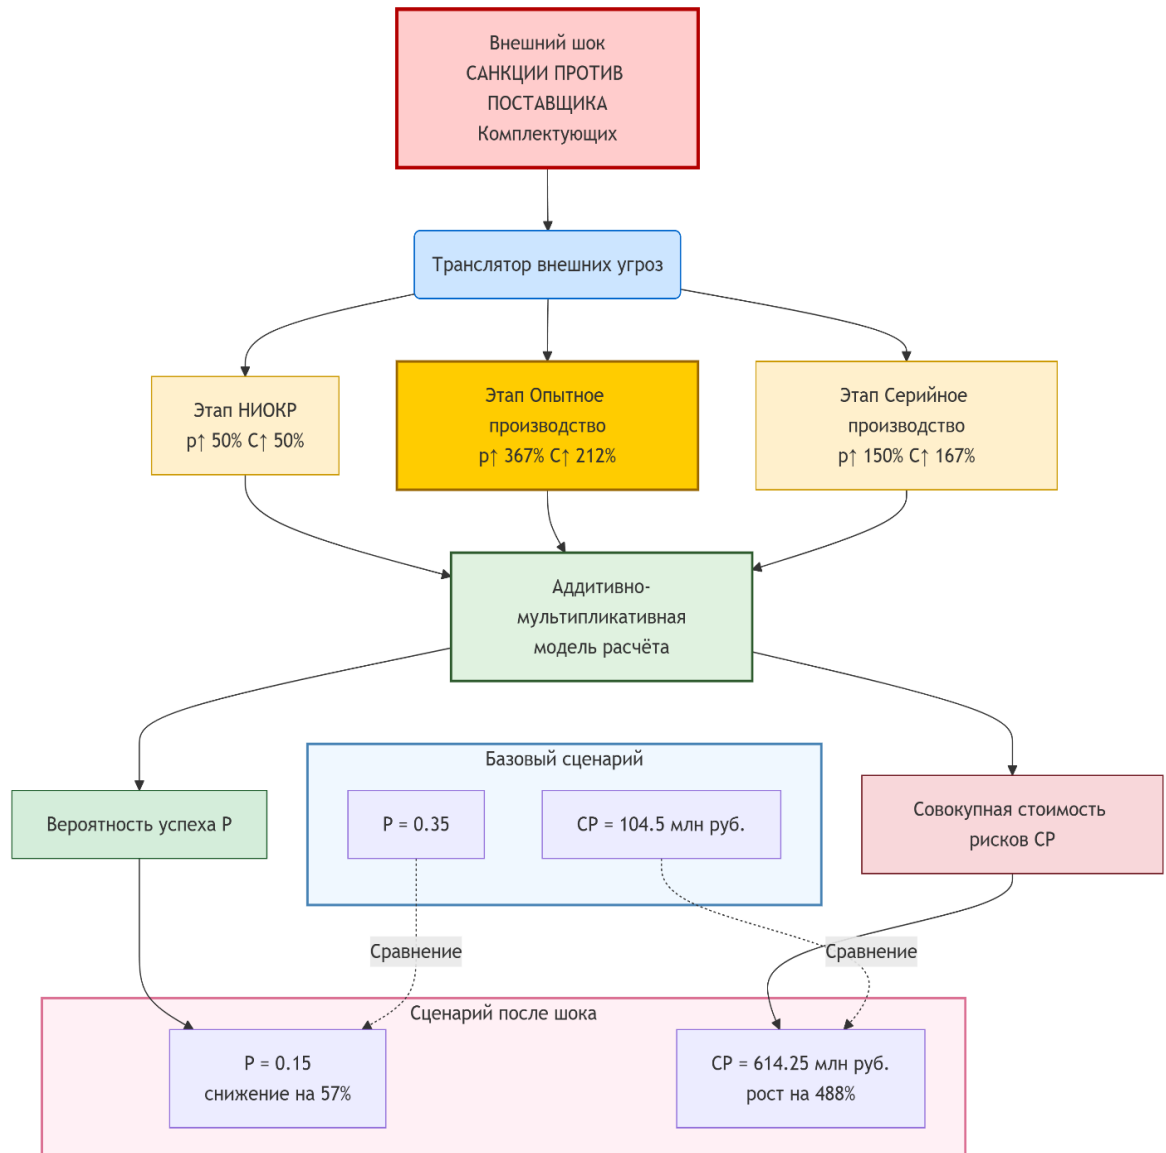 Внешний шок
САНКЦИИ ПРОТИВ
ПОСТАВЩИКА
Комплектующих
Транслятор внешних угроз
Этап НИОКР
р↑ 50% С↑ 50%
Этап Опытное
производство
р↑ 367% С↑ 212%
Этап Серийное
производство
р↑ 150% С↑ 167%
Аддитивно-
мультипликативная
модель расчёта
Базовый сценарий
Вероятность успеха Р
Р = 0.35
СР = 104.5 млн руб.
Совокупная стоимость
рисков СР
Сравнение
Сравнение
Сценарий после шока
Р = 0.15
снижение на 57%
СР = 614.25 млн руб.
рост на 488%